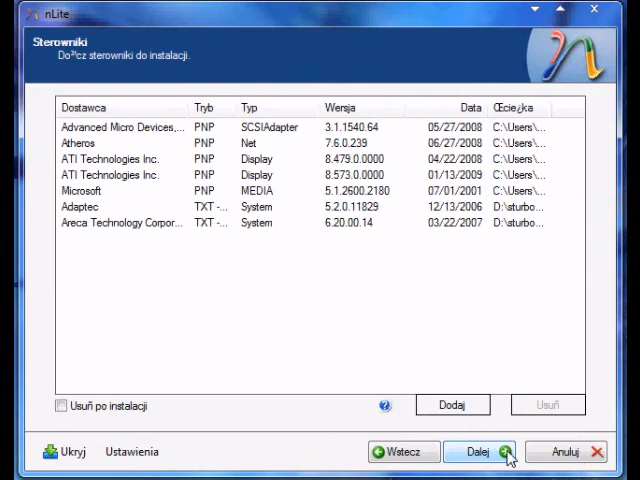 nLite
Sterowniki
Do³¹cz sterowniki do instalacji.
Dostawca Tryb Typ Wersja Data Œcie¿ka
Advanced Micro Devices,... PNP SCSIAdapter 3.1.1540.64 05/27/2008 C:\Users\...
Atheros PNP Net 7.6.0.239 06/27/2008 C:\Users\...
ATI Technologies Inc. PNP Display 8.479.0.0000 04/22/2008 C:\Users\...
ATI Technologies Inc. PNP Display 8.573.0.0000 01/13/2009 C:\Users\...
Microsoft PNP MEDIA 5.1.2600.2180 07/01/2001 C:\Users\...
Adaptec TXT -... System 5.2.0.11829 12/13/2006 D:\sturbo...
Areca Technology Corpor... TXT -... System 6.20.00.14 03/22/2007 D:\sturbo...
Usuñ po instalacji Dodaj Usuñ
Ukryj Ustawienia Wstecz Dalej Anuluj